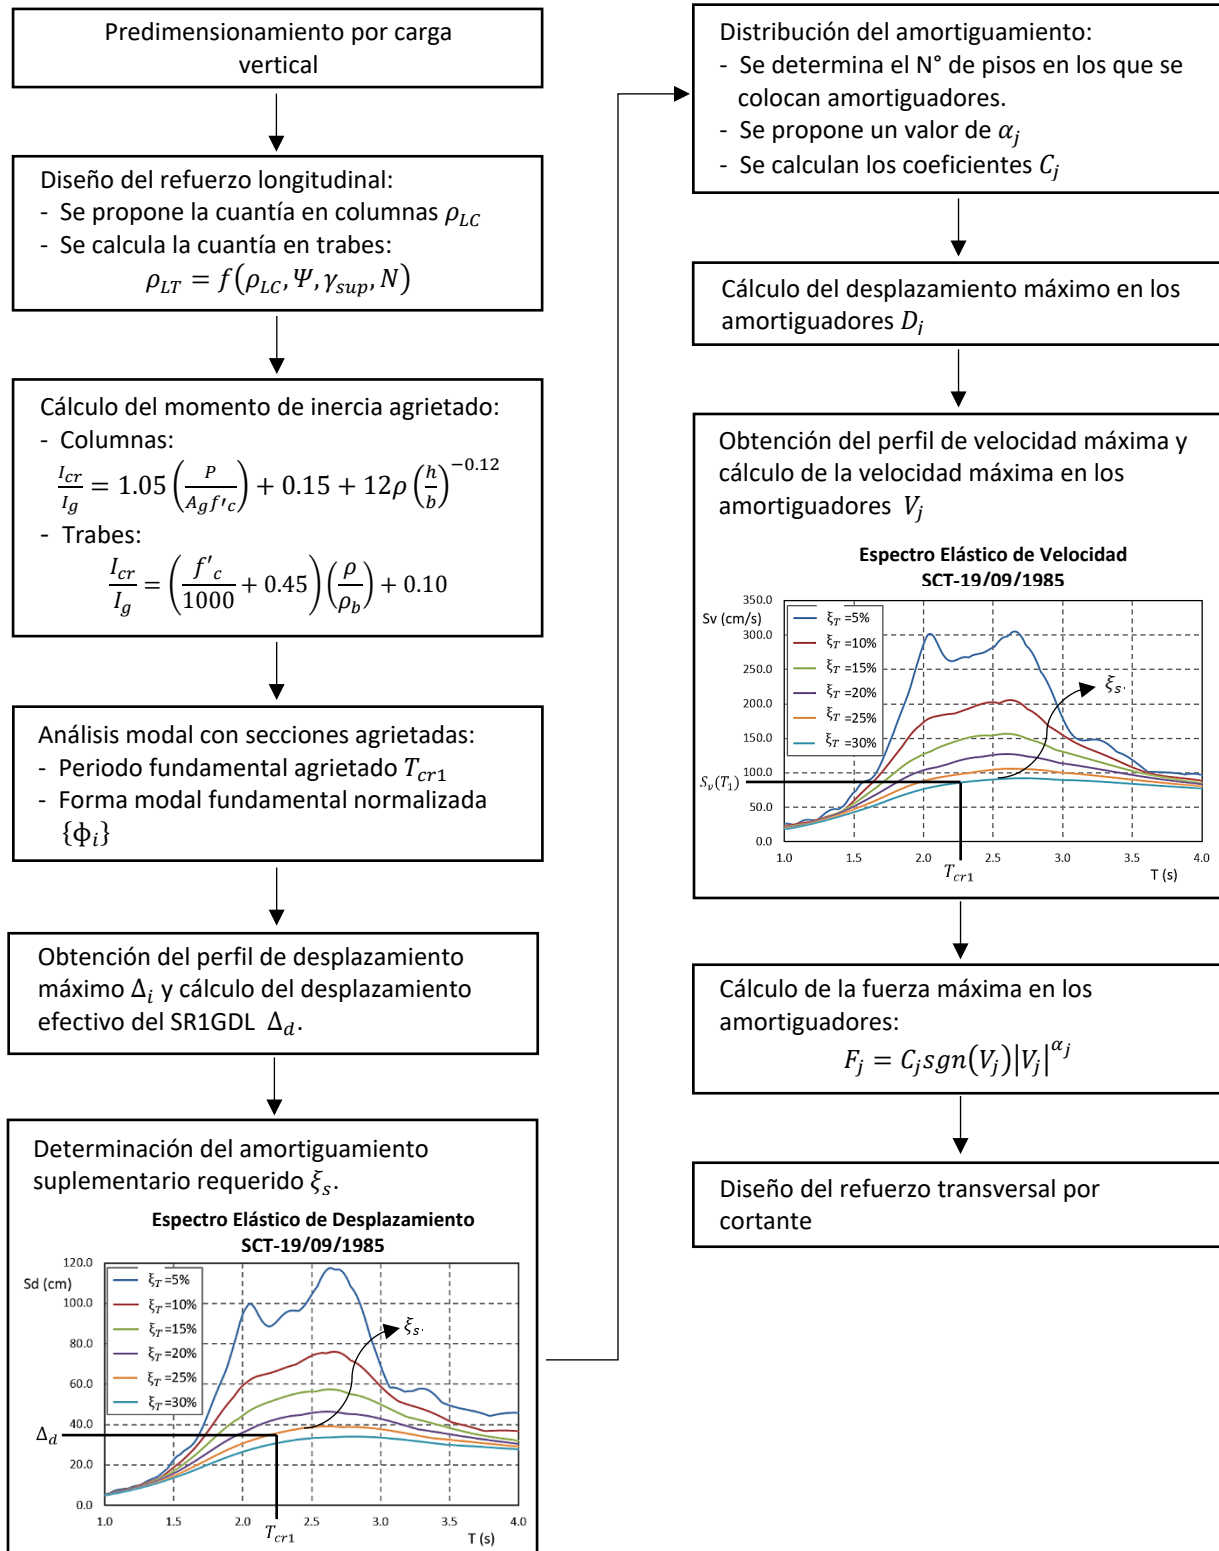 Predimensionamiento por carga
vertical
Diseño del refuerzo longitudinal:
- Se propone la cuantía en columnas ρ_LC
- Se calcula la cuantía en trabes:
ρ_LT = f(ρ_LC, Ψ, γ_sup, N)
Cálculo del momento de inercia agrietado:
- Columnas:
I_cr/I_g = 1.05 (P/(A_g f'c)) + 0.15 + 12ρ (h/b)^−0.12
- Trabes:
I_cr/I_g = (f'_c/1000 + 0.45) (ρ/ρ_b) + 0.10
Análisis modal con secciones agrietadas:
- Periodo fundamental agrietado T_cr1
- Forma modal fundamental normalizada
{ϕ_i}
Obtención del perfil de desplazamiento
máximo Δ_i y cálculo del desplazamiento
efectivo del SR1GDL Δ_d.
Determinación del amortiguamiento
suplementario requerido ξ_s.
Espectro Elástico de Desplazamiento
SCT-19/09/1985
Sd (cm)
120.0
100.0
80.0
60.0
40.0
20.0
0.0
Δ_d
ξ_T =5%
ξ_T =10%
ξ_T =15%
ξ_T =20%
ξ_T =25%
ξ_T =30%
ξ_s.
1.0 1.5 2.0 2.5 3.0 3.5 4.0
T_cr1
T (s)
Distribución del amortiguamiento:
- Se determina el N° de pisos en los que se
colocan amortiguadores.
- Se propone un valor de α_j
- Se calculan los coeficientes C_j
Cálculo del desplazamiento máximo en los
amortiguadores D_i
Obtención del perfil de velocidad máxima y
cálculo de la velocidad máxima en los
amortiguadores V_j
Espectro Elástico de Velocidad
SCT-19/09/1985
Sv (cm/s)
350.0
300.0
250.0
200.0
150.0
100.0
50.0
0.0
S_v(T_1)
ξ_T =5%
ξ_T =10%
ξ_T =15%
ξ_T =20%
ξ_T =25%
ξ_T =30%
ξ_s.
1.0 1.5 2.0 2.5 3.0 3.5 4.0
T_cr1
T (s)
Cálculo de la fuerza máxima en los
amortiguadores:
F_j = C_j sgn(V_j)|V_j|^α_j
Diseño del refuerzo transversal por
cortante